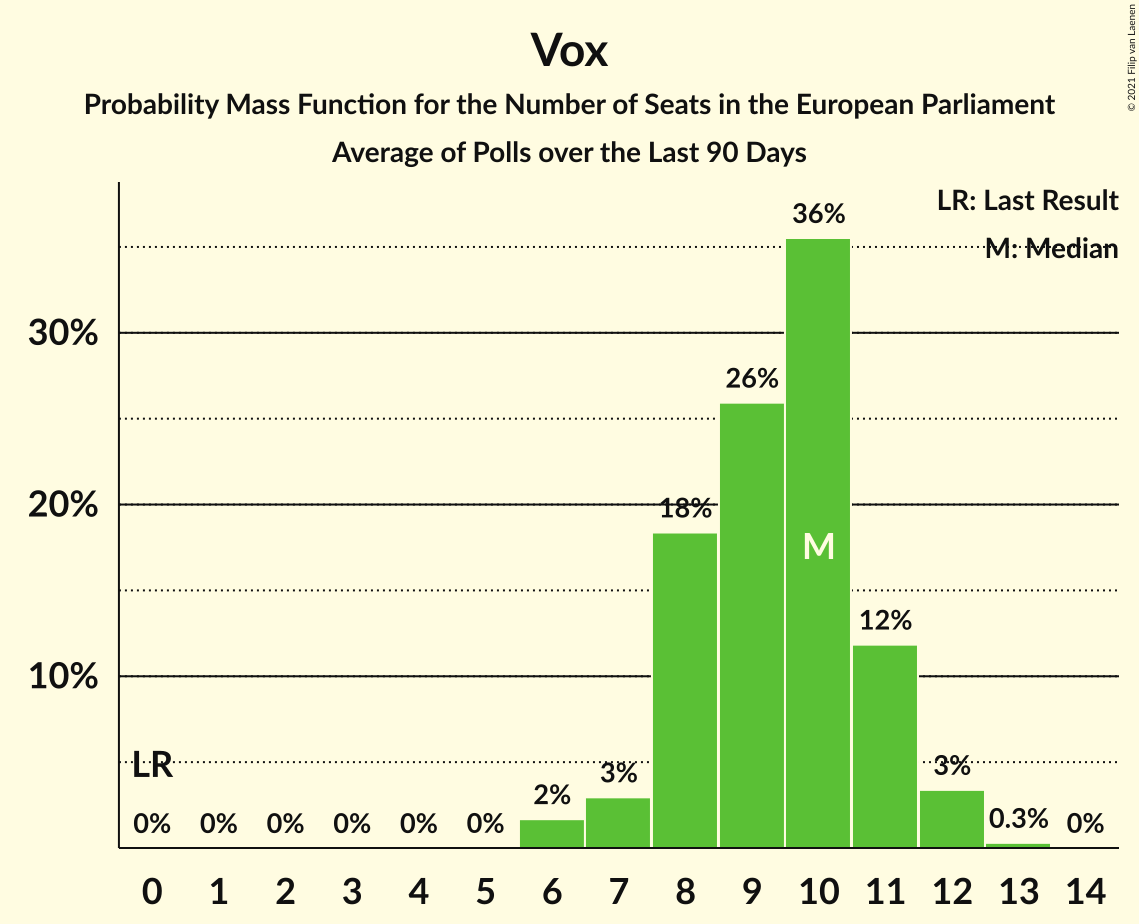 Vox
Probability Mass Function for the Number of Seats in the European Parliament
Average of Polls over the Last 90 Days
© 2021 Filip van Laenen
LR: Last Result
M: Median
30%
20%
10%
LR
0%
0%
0%
0%
0%
0%
2%
3%
18%
26%
36%
M
12%
3%
0.3%
0%
0 1 2 3 4 5 6 7 8 9 10 11 12 13 14